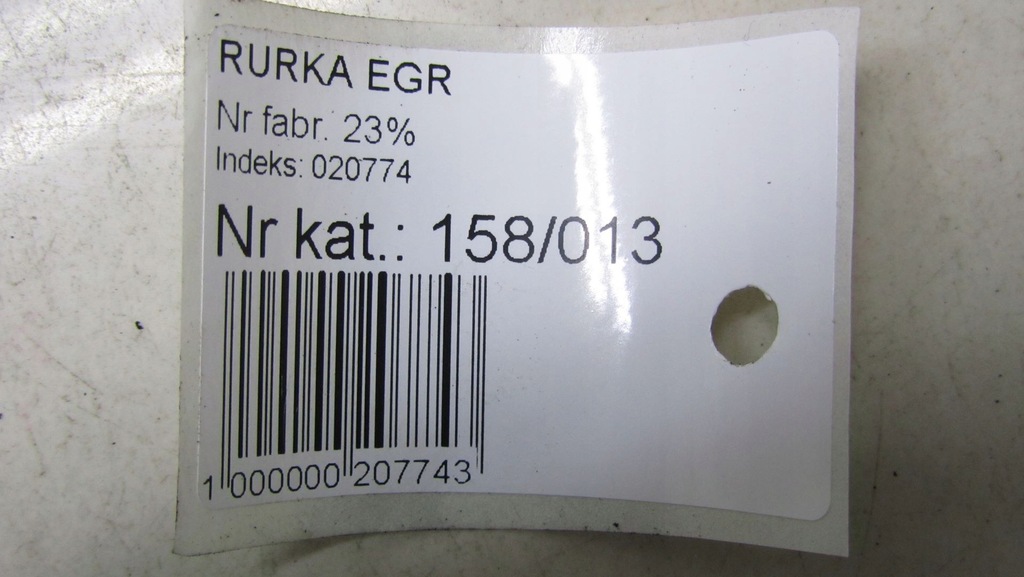 RURKA EGR
Nr fabr. 23%
Indeks: 020774
Nr kat.: 158/013
1 000000 207743